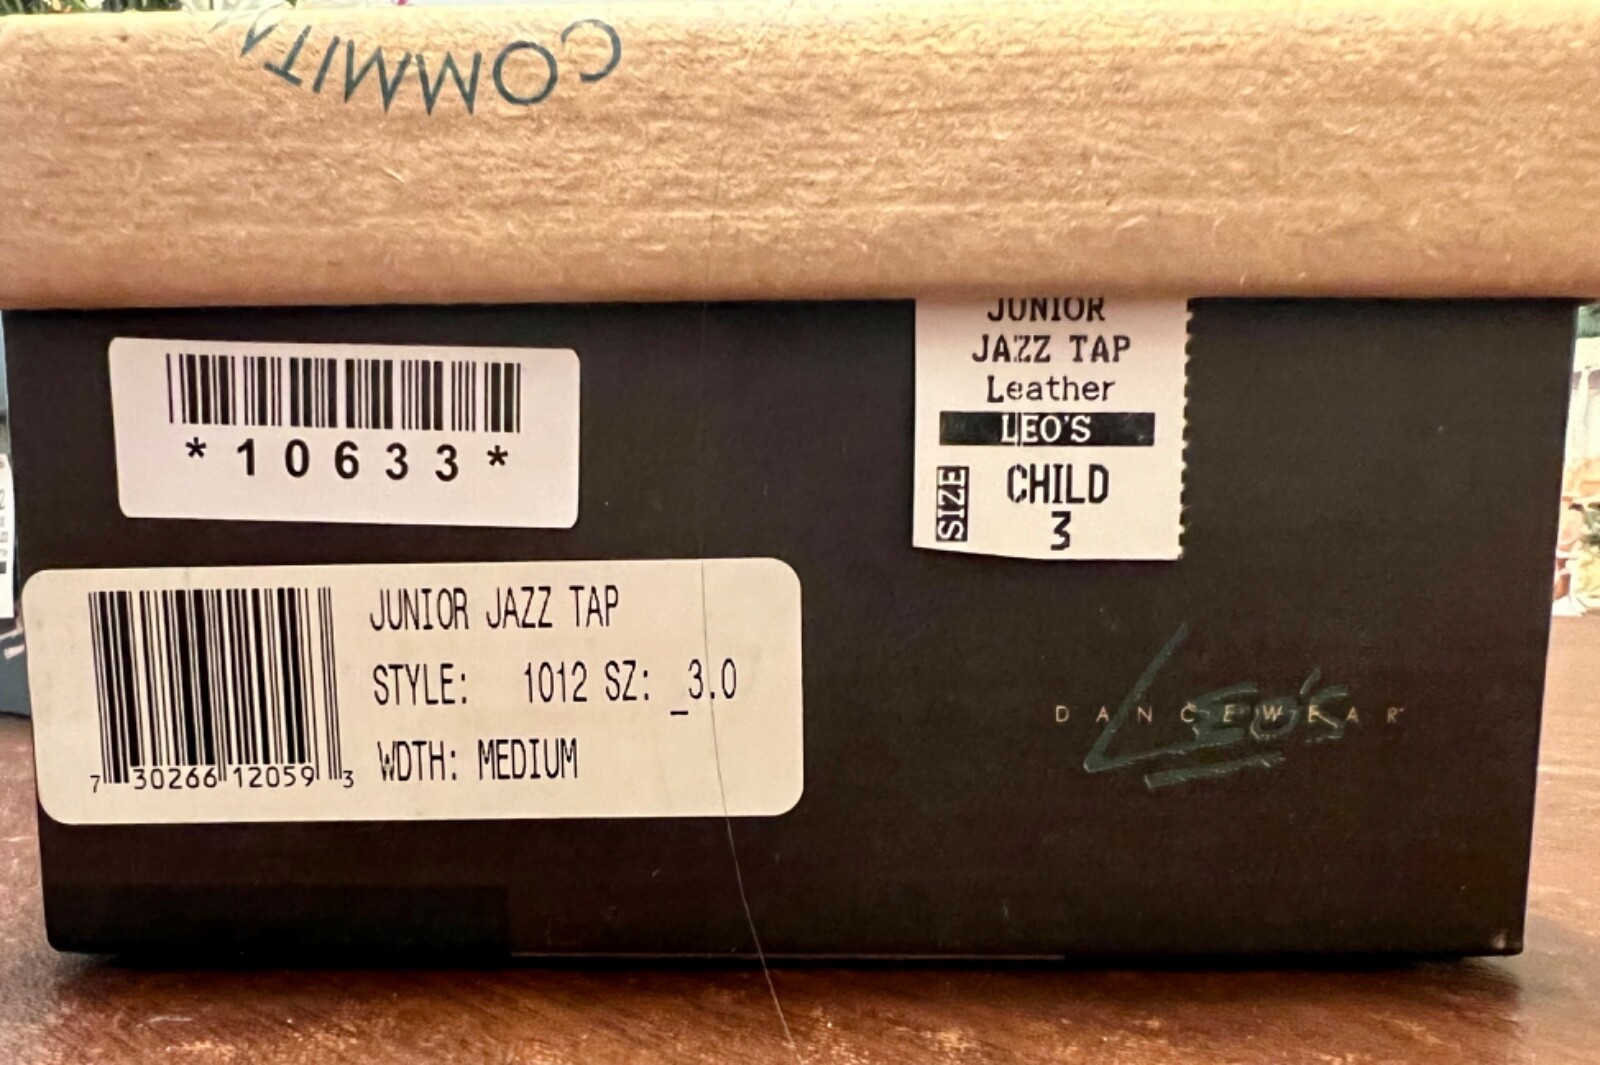 COMMIT
*10633*
JUNIOR
JAZZ TAP
Leather
LEO'S
SIZE
CHILD
3
JUNIOR JAZZ TAP
STYLE: 1012 SZ: _3.0
WDTH: MEDIUM
7 30266 12059 3
LEO'S
DANCEWEAR